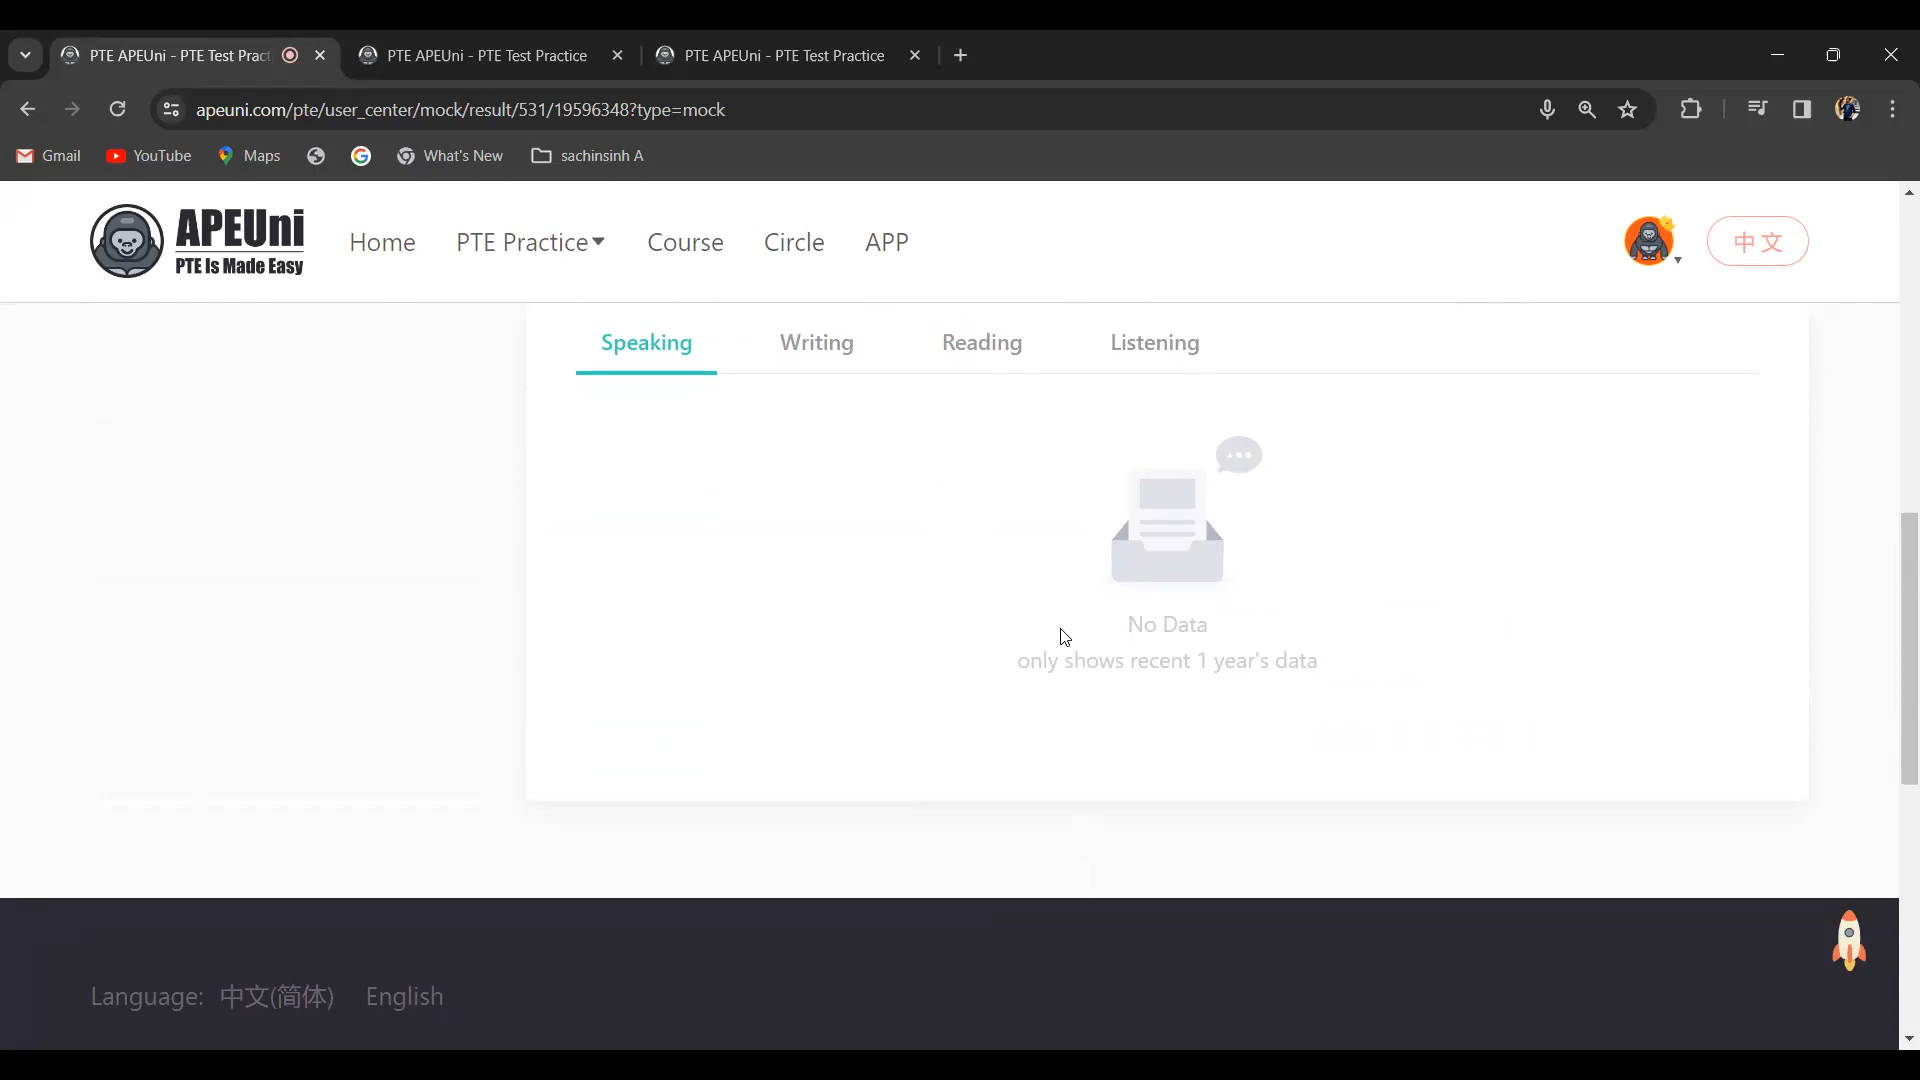 PTE APEUni - PTE Test Pract
PTE APEUni - PTE Test Practice
PTE APEUni - PTE Test Practice
apeuni.com/pte/user_center/mock/result/531/19596348?type=mock
Gmail
YouTube
Maps
What's New
sachinsinh A
APEUni
PTE Is Made Easy
Home
PTE Practice
Course
Circle
APP
中文
Speaking
Writing
Reading
Listening
No Data
only shows recent 1 year's data
Language: 中文(简体) English